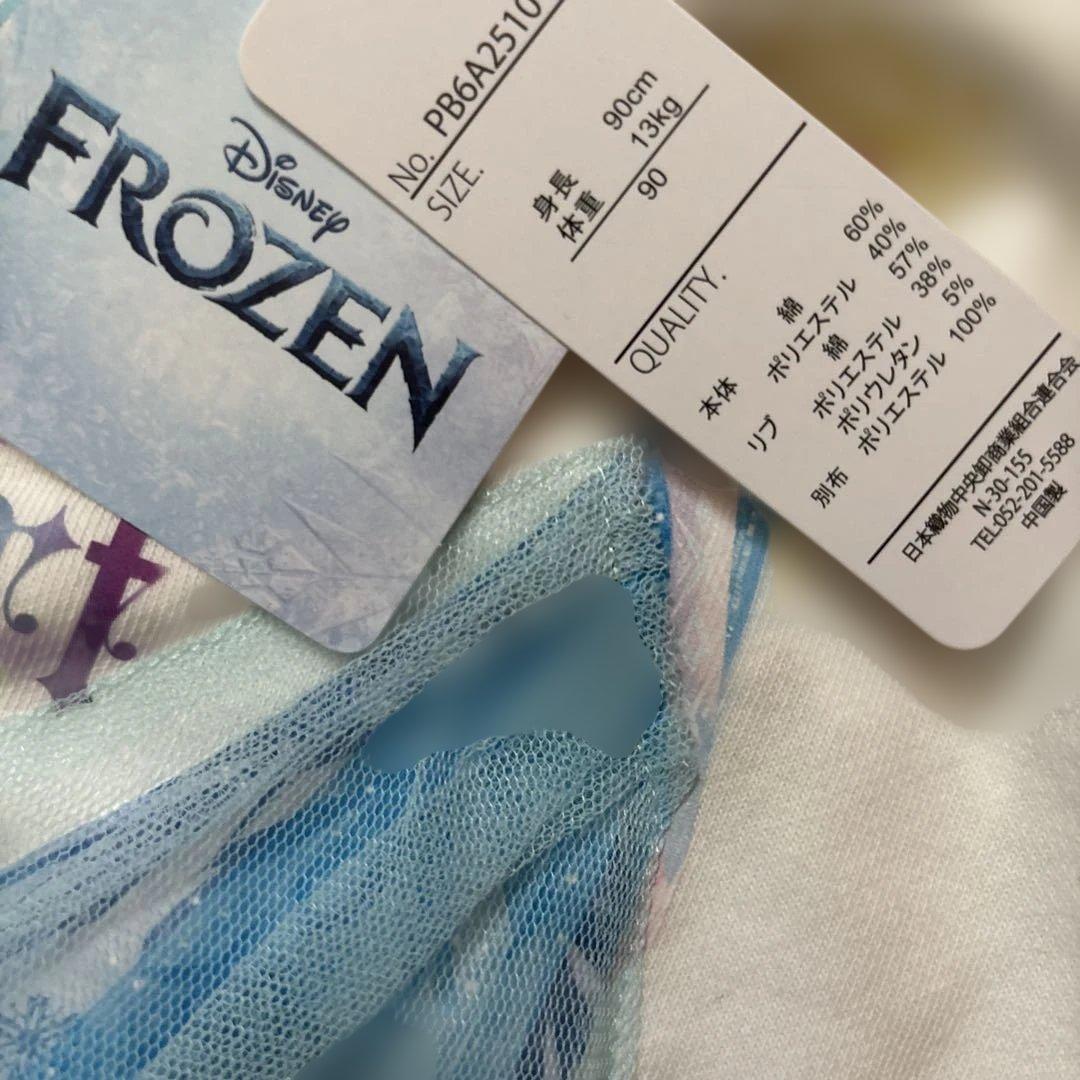 DISNEY
FROZEN
No. PB6A2510
SIZE.
身長 90cm
体重 13kg
90
QUALITY.
本体 綿 60%
ポリエステル 40%
リブ 綿 57%
ポリエステル 38%
ポリウレタン 5%
別布 ポリエステル 100%
日本織物中央卸商業組合連合会
N-30-155
TEL052-201-5588
中国製